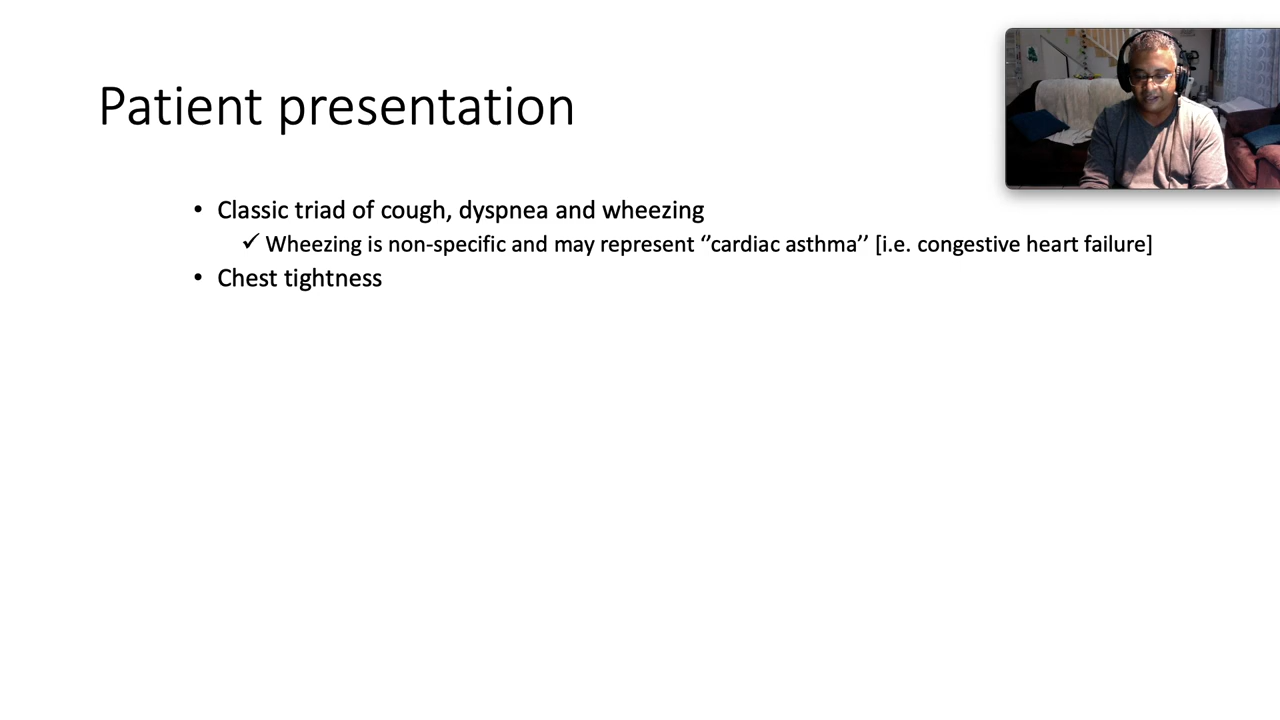 Patient presentation
• Classic triad of cough, dyspnea and wheezing
✓ Wheezing is non-specific and may represent ‘’cardiac asthma’’ [i.e. congestive heart failure]
• Chest tightness